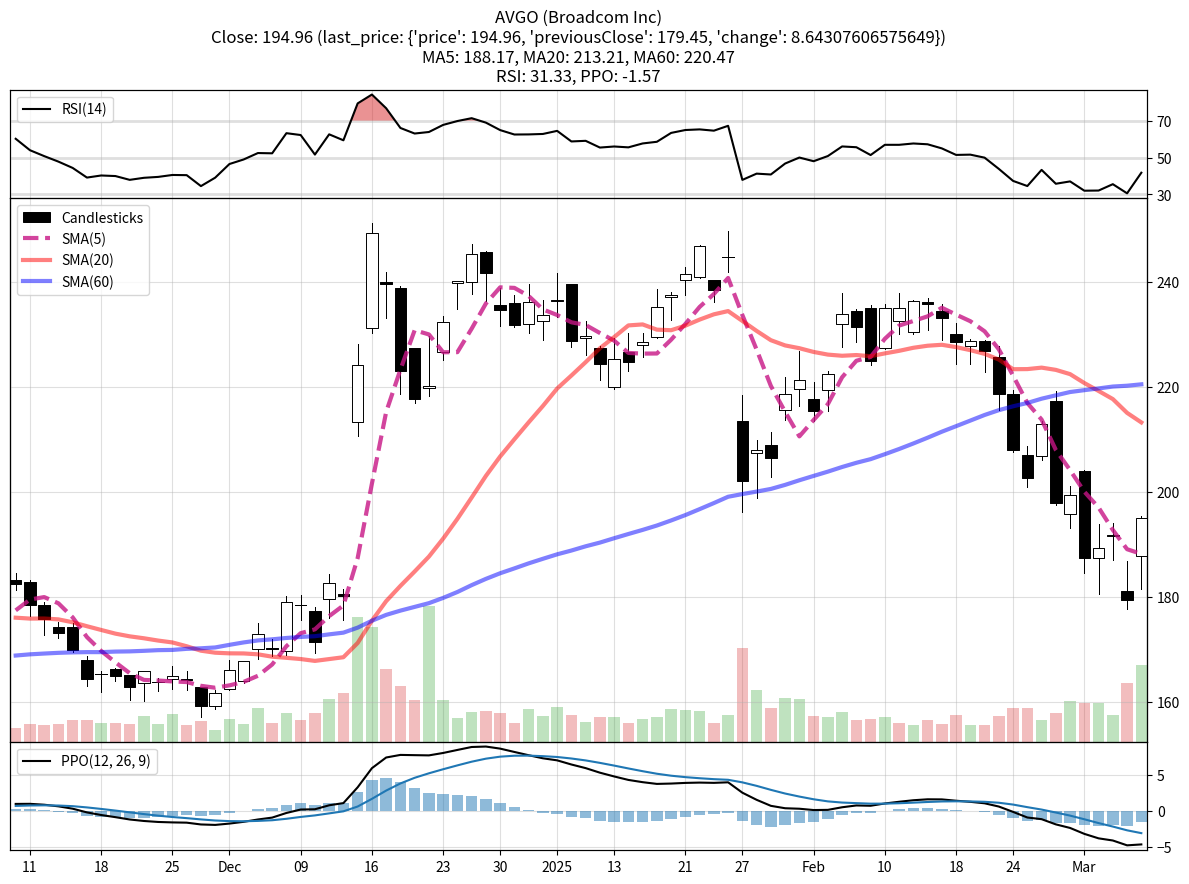 AVGO (Broadcom Inc)
Close: 194.96 (last_price: {'price': 194.96, 'previousClose': 179.45, 'change': 8.64307606575649})
MA5: 188.17, MA20: 213.21, MA60: 220.47
RSI: 31.33, PPO: -1.57
RSI(14)
70
50
30
Candlesticks
SMA(5)
SMA(20)
SMA(60)
240
220
200
180
160
PPO(12, 26, 9)
5
0
−5
11 18 25 Dec 09 16 23 30 2025 13 21 27 Feb 10 18 24 Mar